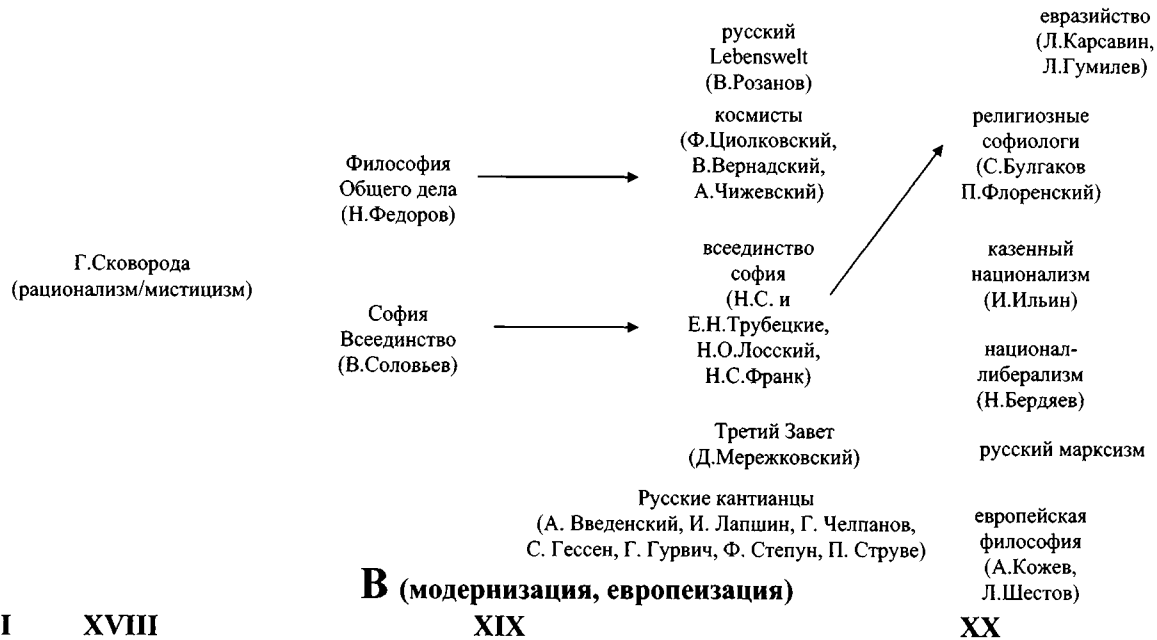 Г.Сковорода
(рационализм/мистицизм)
Философия
Общего дела
(Н.Федоров)
София
Всеединство
(В.Соловьев)
русский
Lebenswelt
(В.Розанов)
космисты
(Ф.Циолковский,
В.Вернадский,
А.Чижевский)
всеединство
софия
(Н.С. и
Е.Н.Трубецкие,
Н.О.Лосский,
Н.С.Франк)
Третий Завет
(Д.Мережковский)
Русские кантианцы
(А. Введенский, И. Лапшин, Г. Челпанов,
С. Гессен, Г. Гурвич, Ф. Степун, П. Струве)
евразийство
(Л.Карсавин,
Л.Гумилев)
религиозные
софиологи
(С.Булгаков
П.Флоренский)
казенный
национализм
(И.Ильин)
национал-
либерализм
(Н.Бердяев)
русский марксизм
европейская
философия
(А.Кожев,
Л.Шестов)
В (модернизация, европеизация)
I XVIII XIX XX